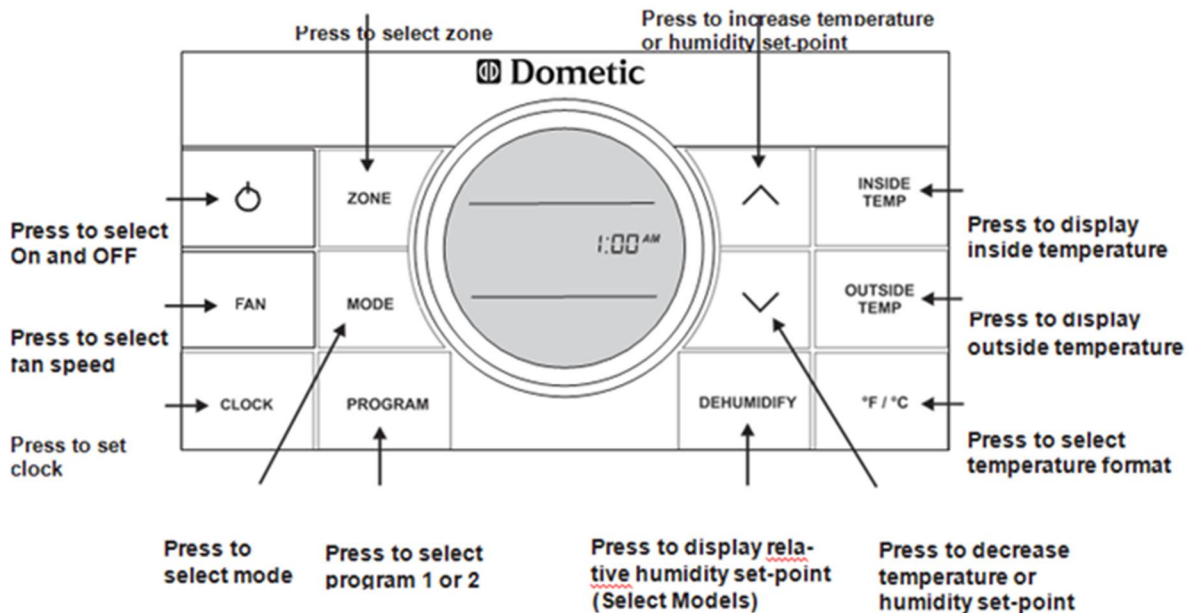 Press to select zone
Press to increase temperature
or humidity set-point
Dometic
ZONE
INSIDE
TEMP
Press to select
On and OFF
1:00 AM
Press to display
inside temperature
FAN
MODE
OUTSIDE
TEMP
Press to select
fan speed
Press to display
outside temperature
CLOCK
PROGRAM
DEHUMIDIFY
°F / °C
Press to set
clock
Press to select
temperature format
Press to
select mode
Press to select
program 1 or 2
Press to display rela-
tive humidity set-point
(Select Models)
Press to decrease
temperature or
humidity set-point